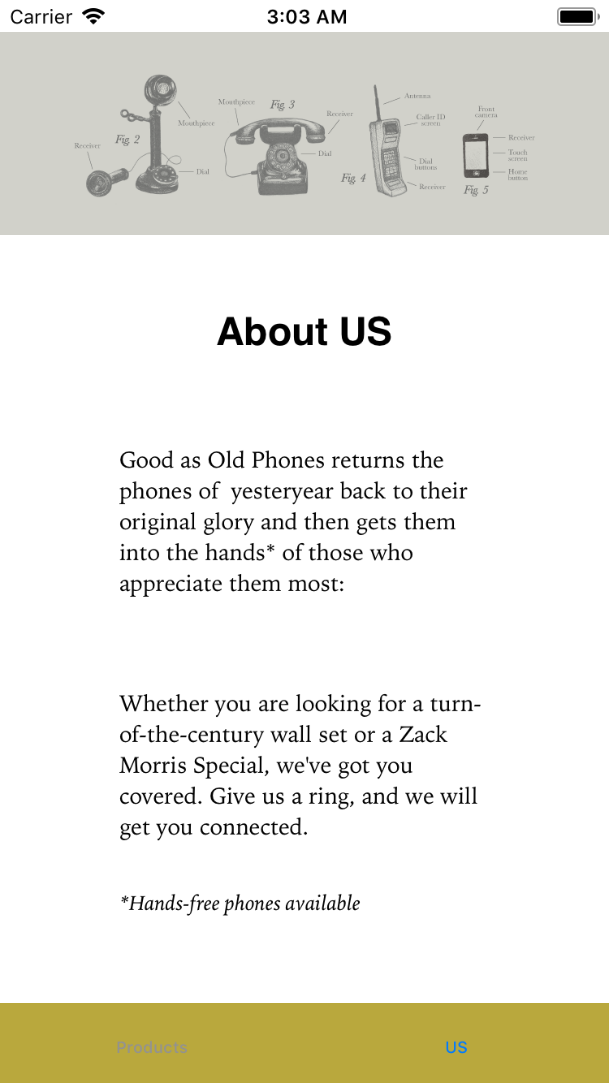 Carrier
3:03 AM
Receiver
Fig. 2
Mouthpiece
Dial
Mouthpiece
Fig. 3
Receiver
Dial
Antenna
Caller ID
screen
Fig. 4
Dial
buttons
Receiver
Front
camera
Receiver
Touch
screen
Home
button
Fig. 5
About US
Good as Old Phones returns the
phones of  yesteryear back to their
original glory and then gets them
into the hands* of those who
appreciate them most:
Whether you are looking for a turn-
of-the-century wall set or a Zack
Morris Special, we've got you
covered. Give us a ring, and we will
get you connected.
*Hands-free phones available
Products
US